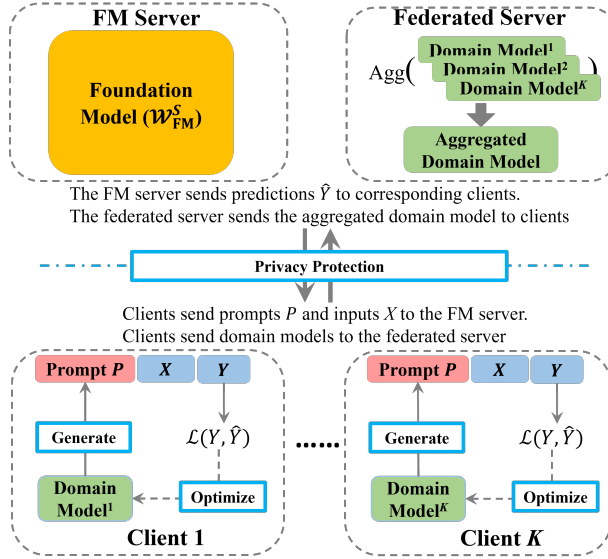 FM Server
Foundation
Model (𝒲ˢ_FM)
Federated Server
Agg(
Domain Model¹
Domain Model²
Domain Modelᴷ
)
Aggregated
Domain Model
The FM server sends predictions Ŷ to corresponding clients.
The federated server sends the aggregated domain model to clients
Privacy Protection
Clients send prompts P and inputs X to the FM server.
Clients send domain models to the federated server
Prompt P X Y
Generate
ℒ(Y, Ŷ)
Domain
Model¹
Optimize
Client 1
......
Prompt P X Y
Generate
ℒ(Y, Ŷ)
Domain
Modelᴷ
Optimize
Client K